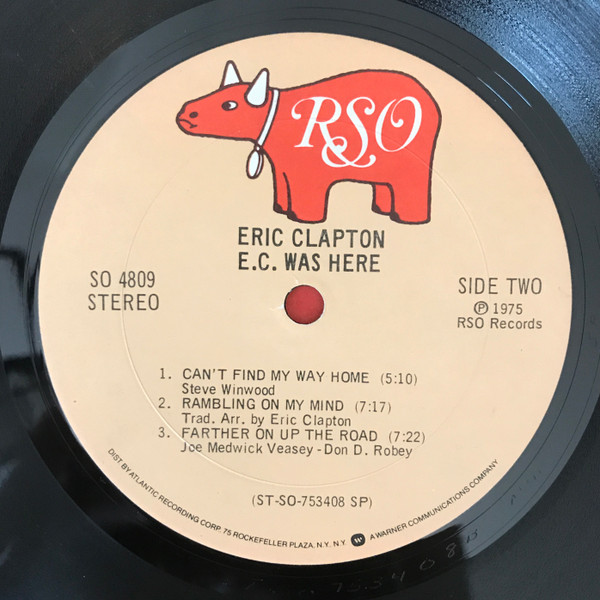 RSO
ERIC CLAPTON
E.C. WAS HERE
SO 4809
STEREO
SIDE TWO
Ⓟ 1975
RSO Records
1. CAN'T FIND MY WAY HOME (5:10)
Steve Winwood
2. RAMBLING ON MY MIND (7:17)
Trad. Arr. by Eric Clapton
3. FARTHER ON UP THE ROAD (7:22)
Joe Medwick Veasey - Don D. Robey
(ST-SO-753408 SP)
DIST BY ATLANTIC RECORDING CORP. 75 ROCKEFELLER PLAZA, N.Y. N.Y. A WARNER COMMUNICATIONS COMPANY